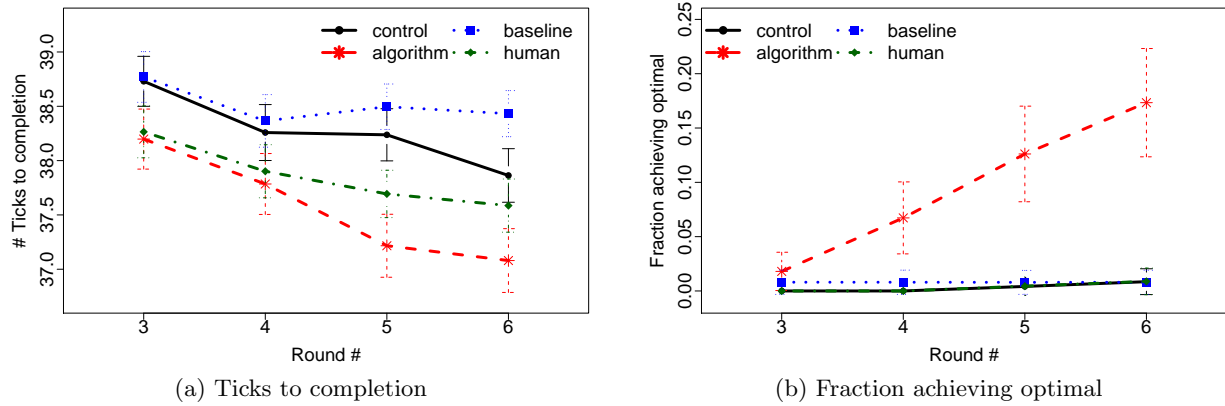 control
baseline
algorithm
human
# Ticks to completion
39.0
38.5
38.0
37.5
37.0
3 4 5 6
Round #
(a) Ticks to completion
control
baseline
algorithm
human
Fraction achieving optimal
0.25
0.20
0.15
0.10
0.05
0.00
3 4 5 6
Round #
(b) Fraction achieving optimal